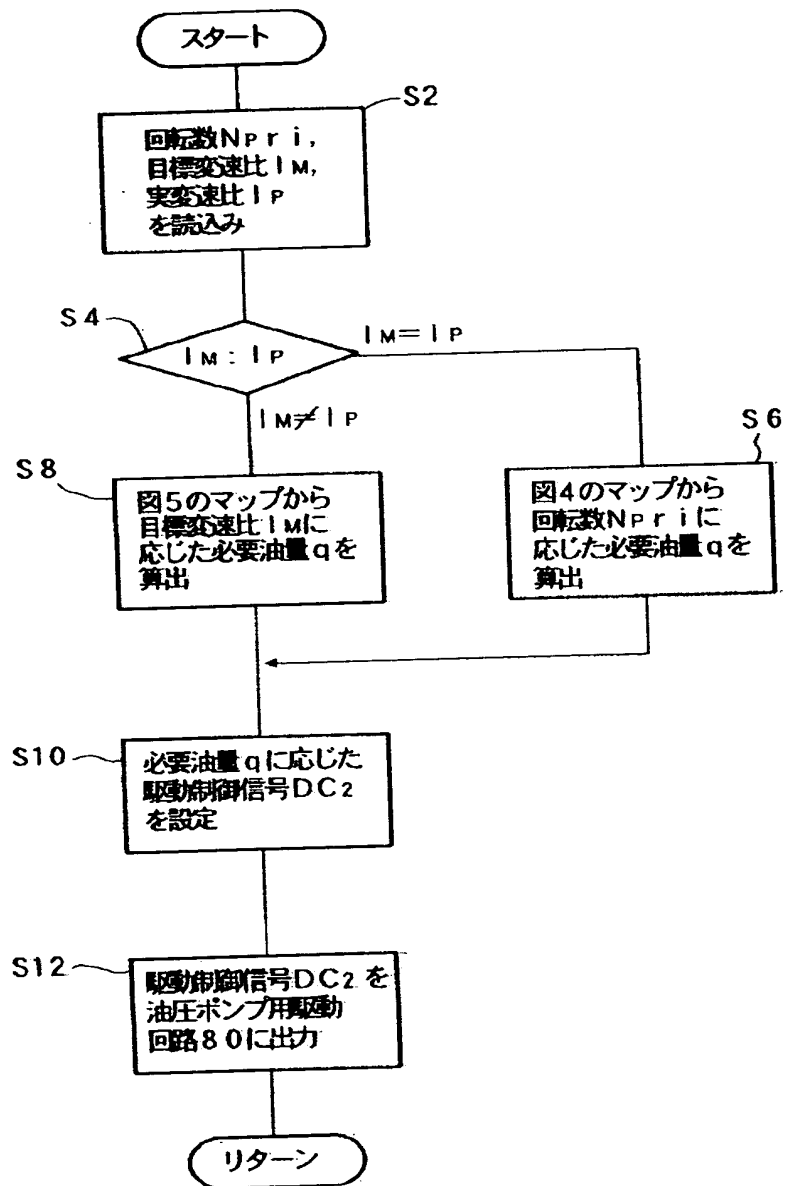 スタート
S2
回転数Npri,
目標変速比IM,
実変速比IP
を読込み
S4
IM:IP
IM=IP
IM≠IP
S8
図5のマップから
目標変速比IMに
応じた必要油量qを
算出
S6
図4のマップから
回転数Npriに
応じた必要油量qを
算出
S10
必要油量qに応じた
駆動制御信号DC2
を設定
S12
駆動制御信号DC2を
油圧ポンプ用駆動
回路80に出力
リターン